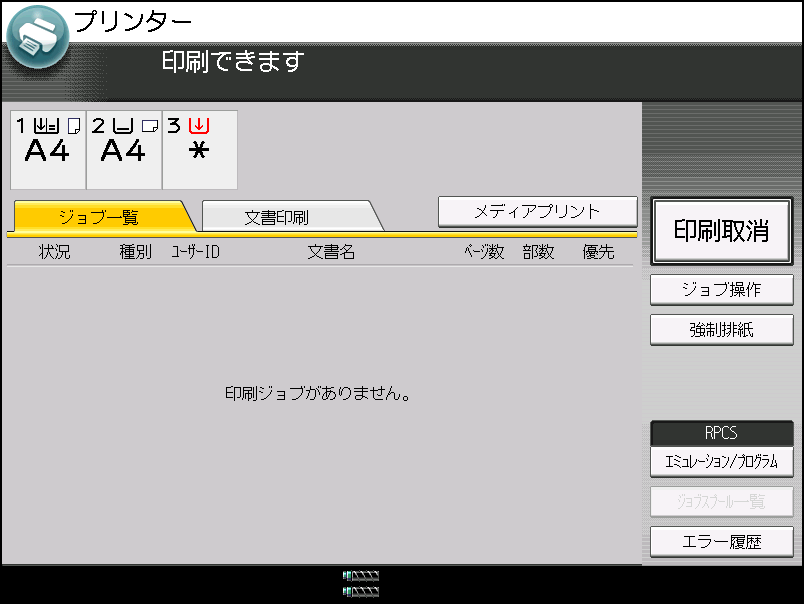 プリンター
印刷できます
1 2 3
A4 A4 *
ジョブ一覧 文書印刷 メディアプリント
状況 種別 ユーザーID 文書名 ページ数 部数 優先
印刷ジョブがありません。
印刷取消
ジョブ操作
強制排紙
RPCS
エミュレーション/プログラム
ジョブスプール一覧
エラー履歴